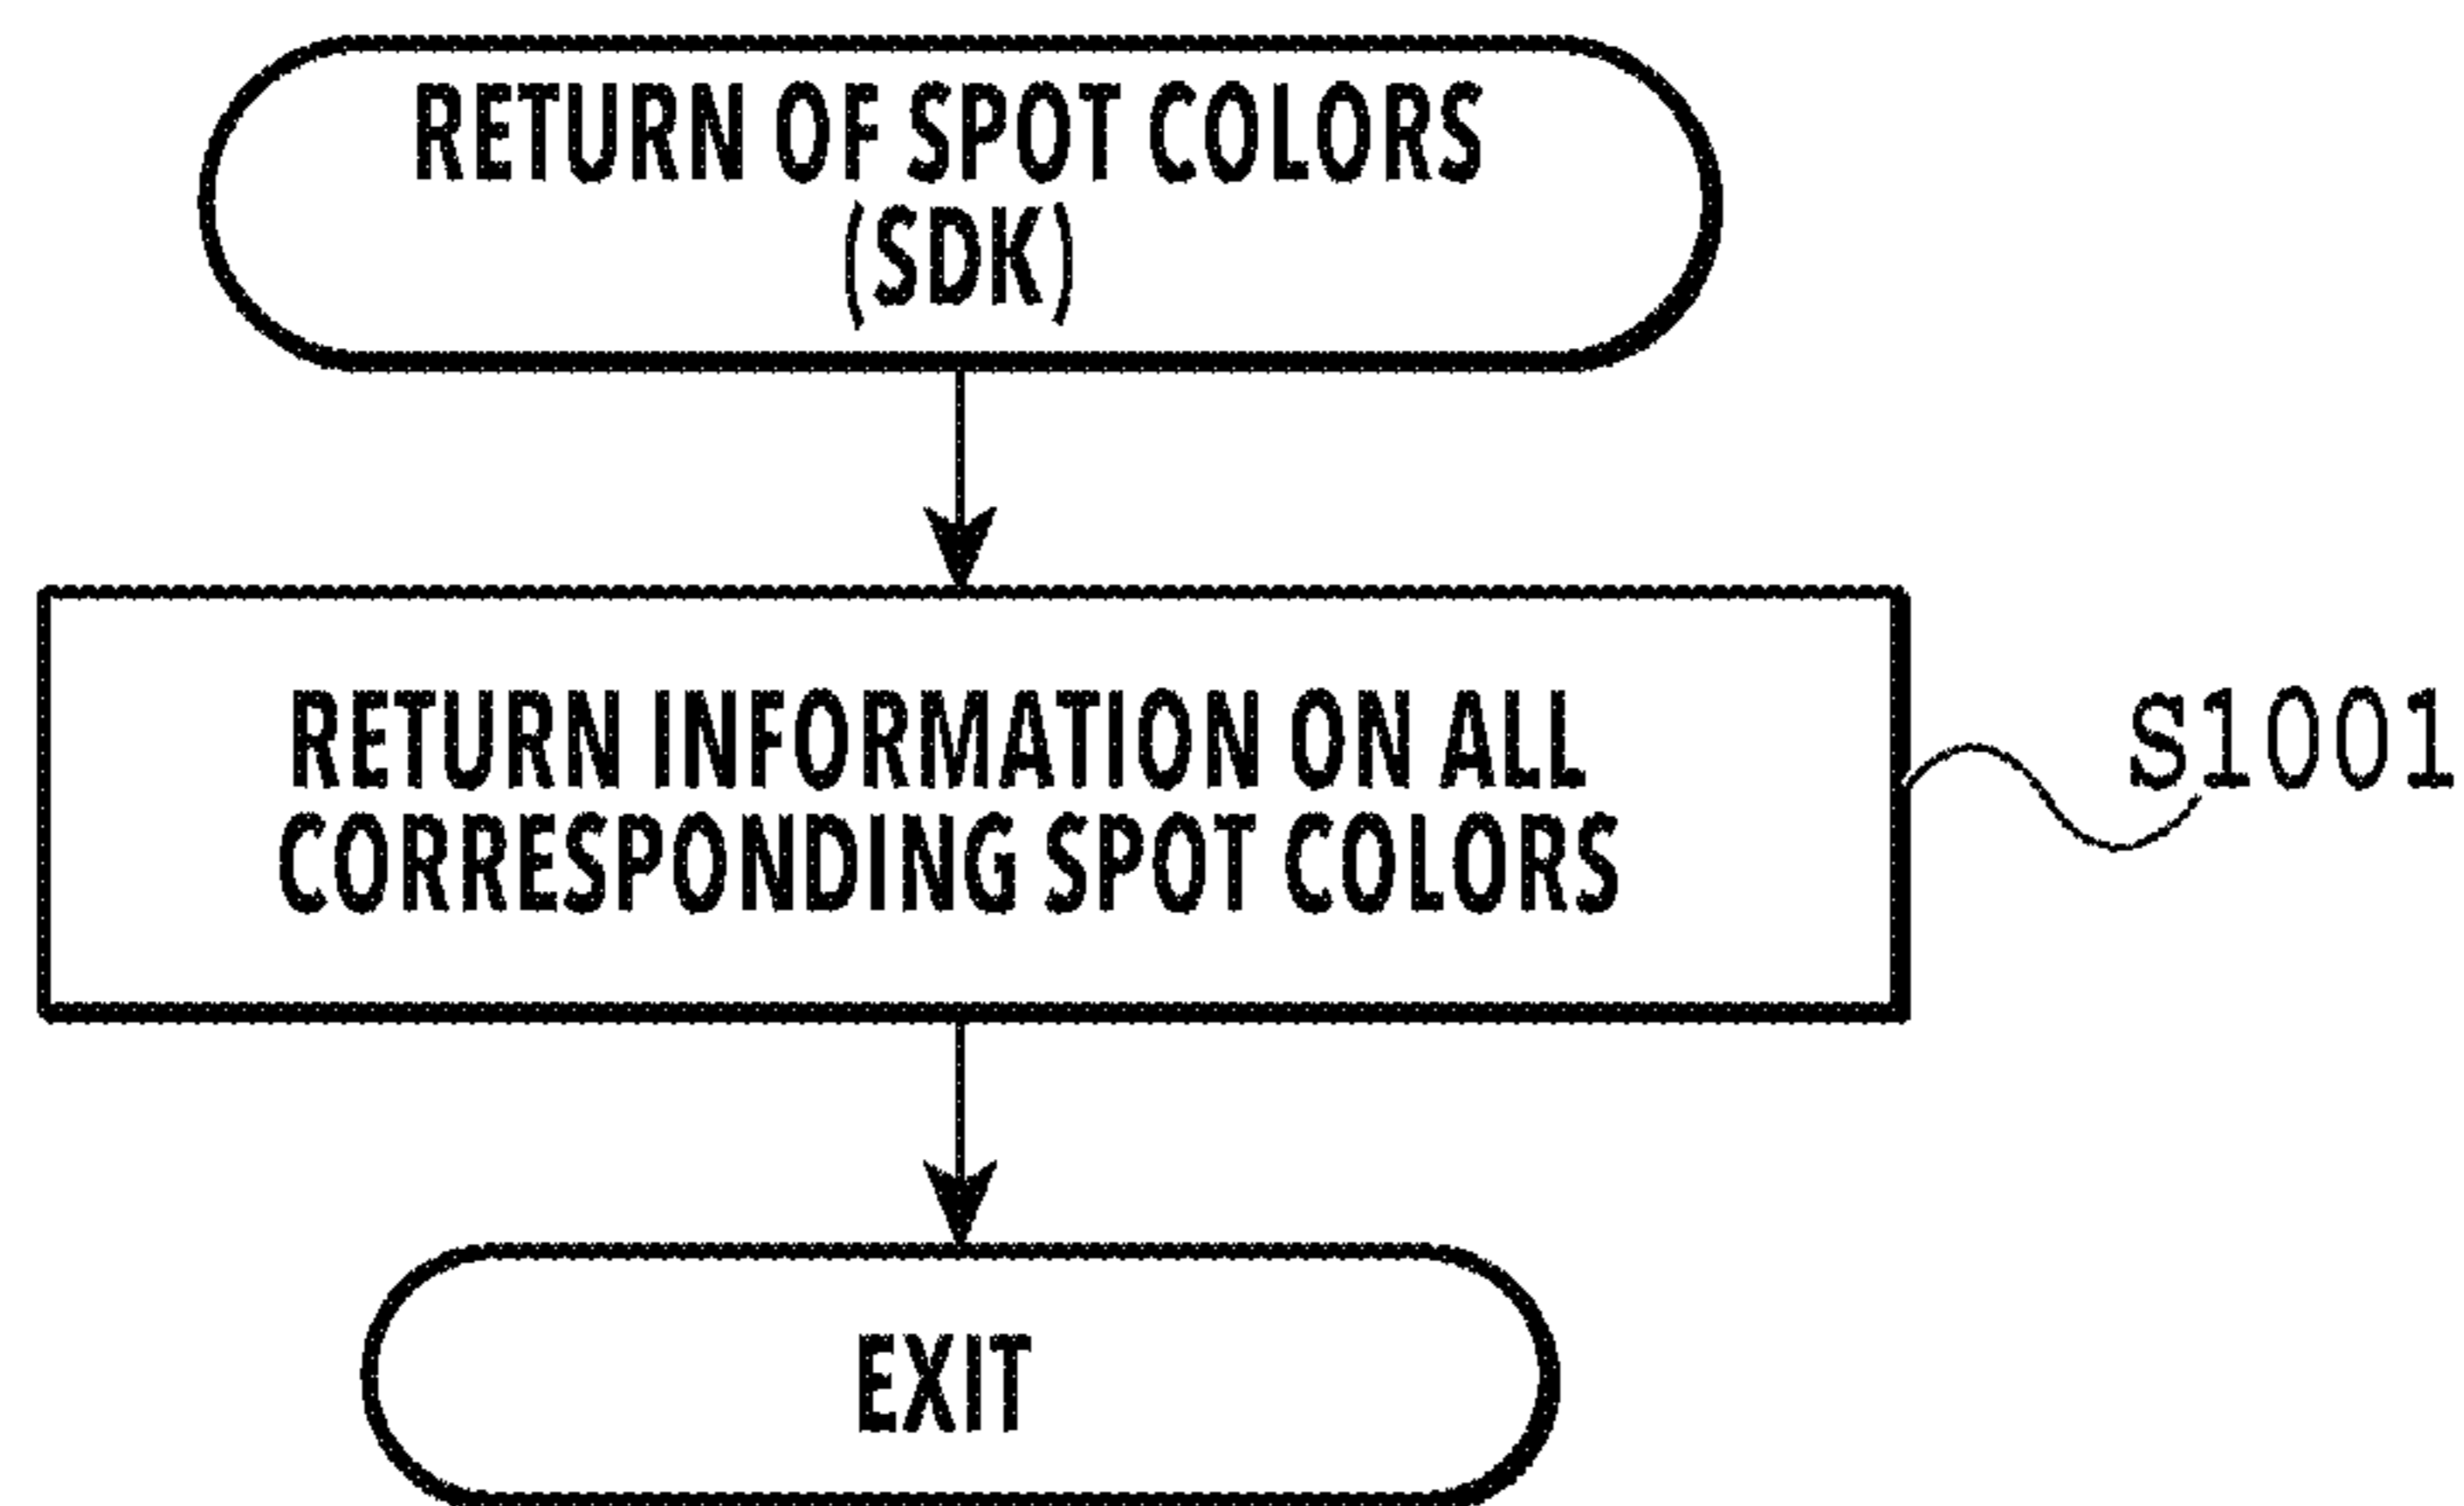 RETURN OF SPOT COLORS
(SDK)
RETURN INFORMATION ON ALL
CORRESPONDING SPOT COLORS
S1001
EXIT